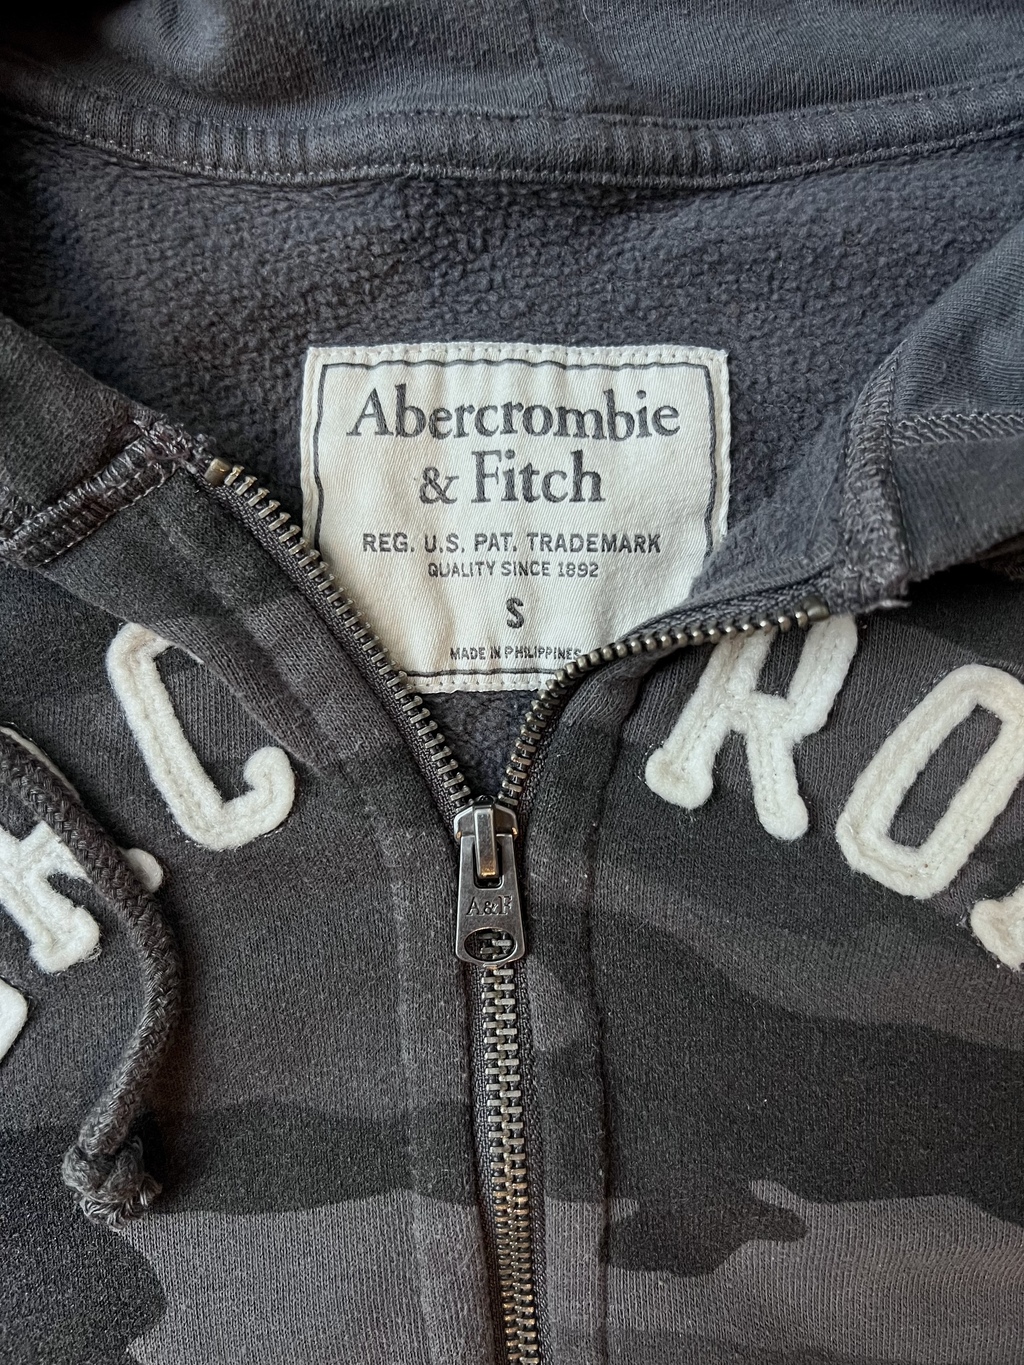 Abercrombie
& Fitch
REG. U.S. PAT. TRADEMARK
QUALITY SINCE 1892
S
MADE IN PHILIPPINES
C R O
A&F